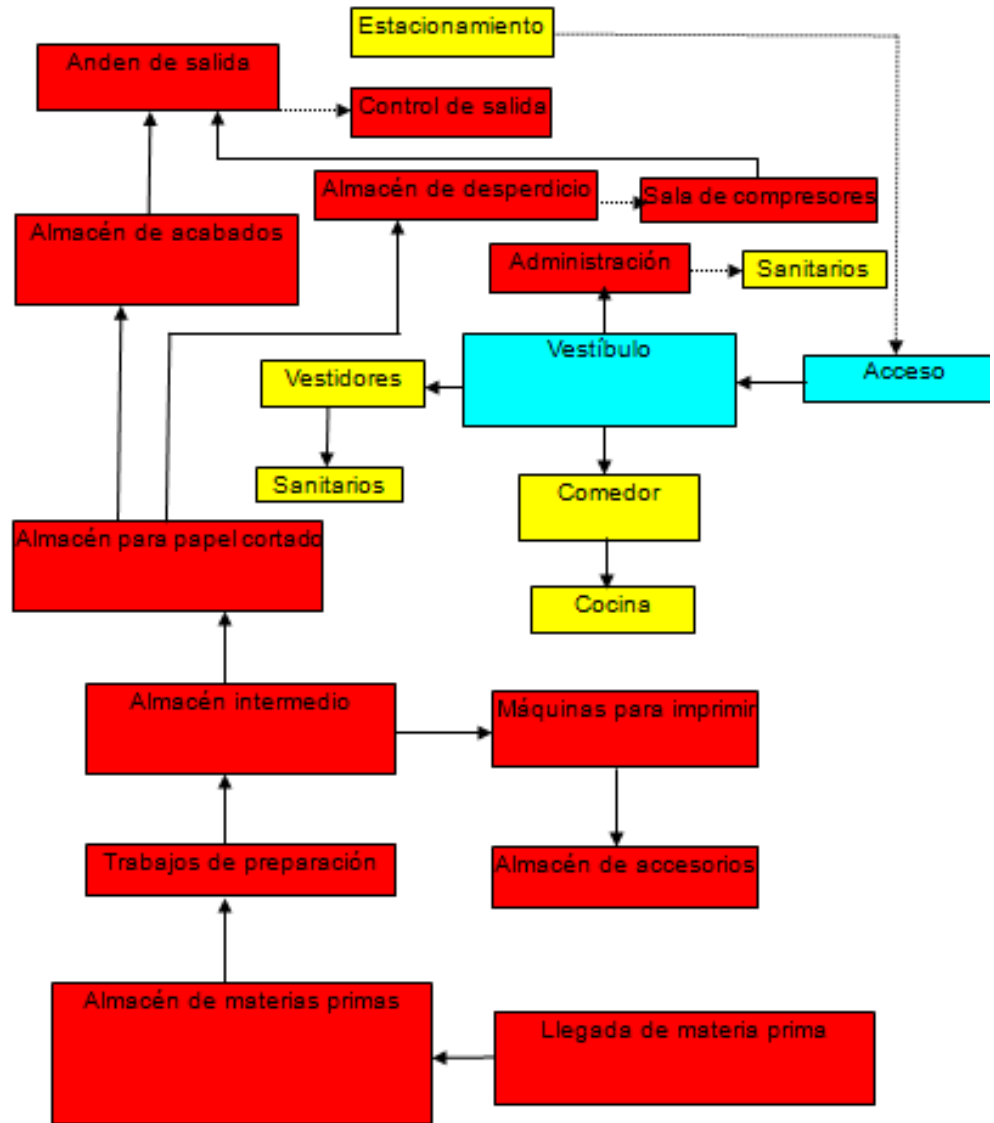 Estacionamiento
Anden de salida
Control de salida
Almacén de desperdicio
Sala de compresores
Almacén de acabados
Administración
Sanitarios
Vestíbulo
Acceso
Vestidores
Sanitarios
Comedor
Almacén para papel cortado
Cocina
Almacén intermedio
Máquinas para imprimir
Trabajos de preparación
Almacén de accesorios
Almacén de materias primas
Llegada de materia prima